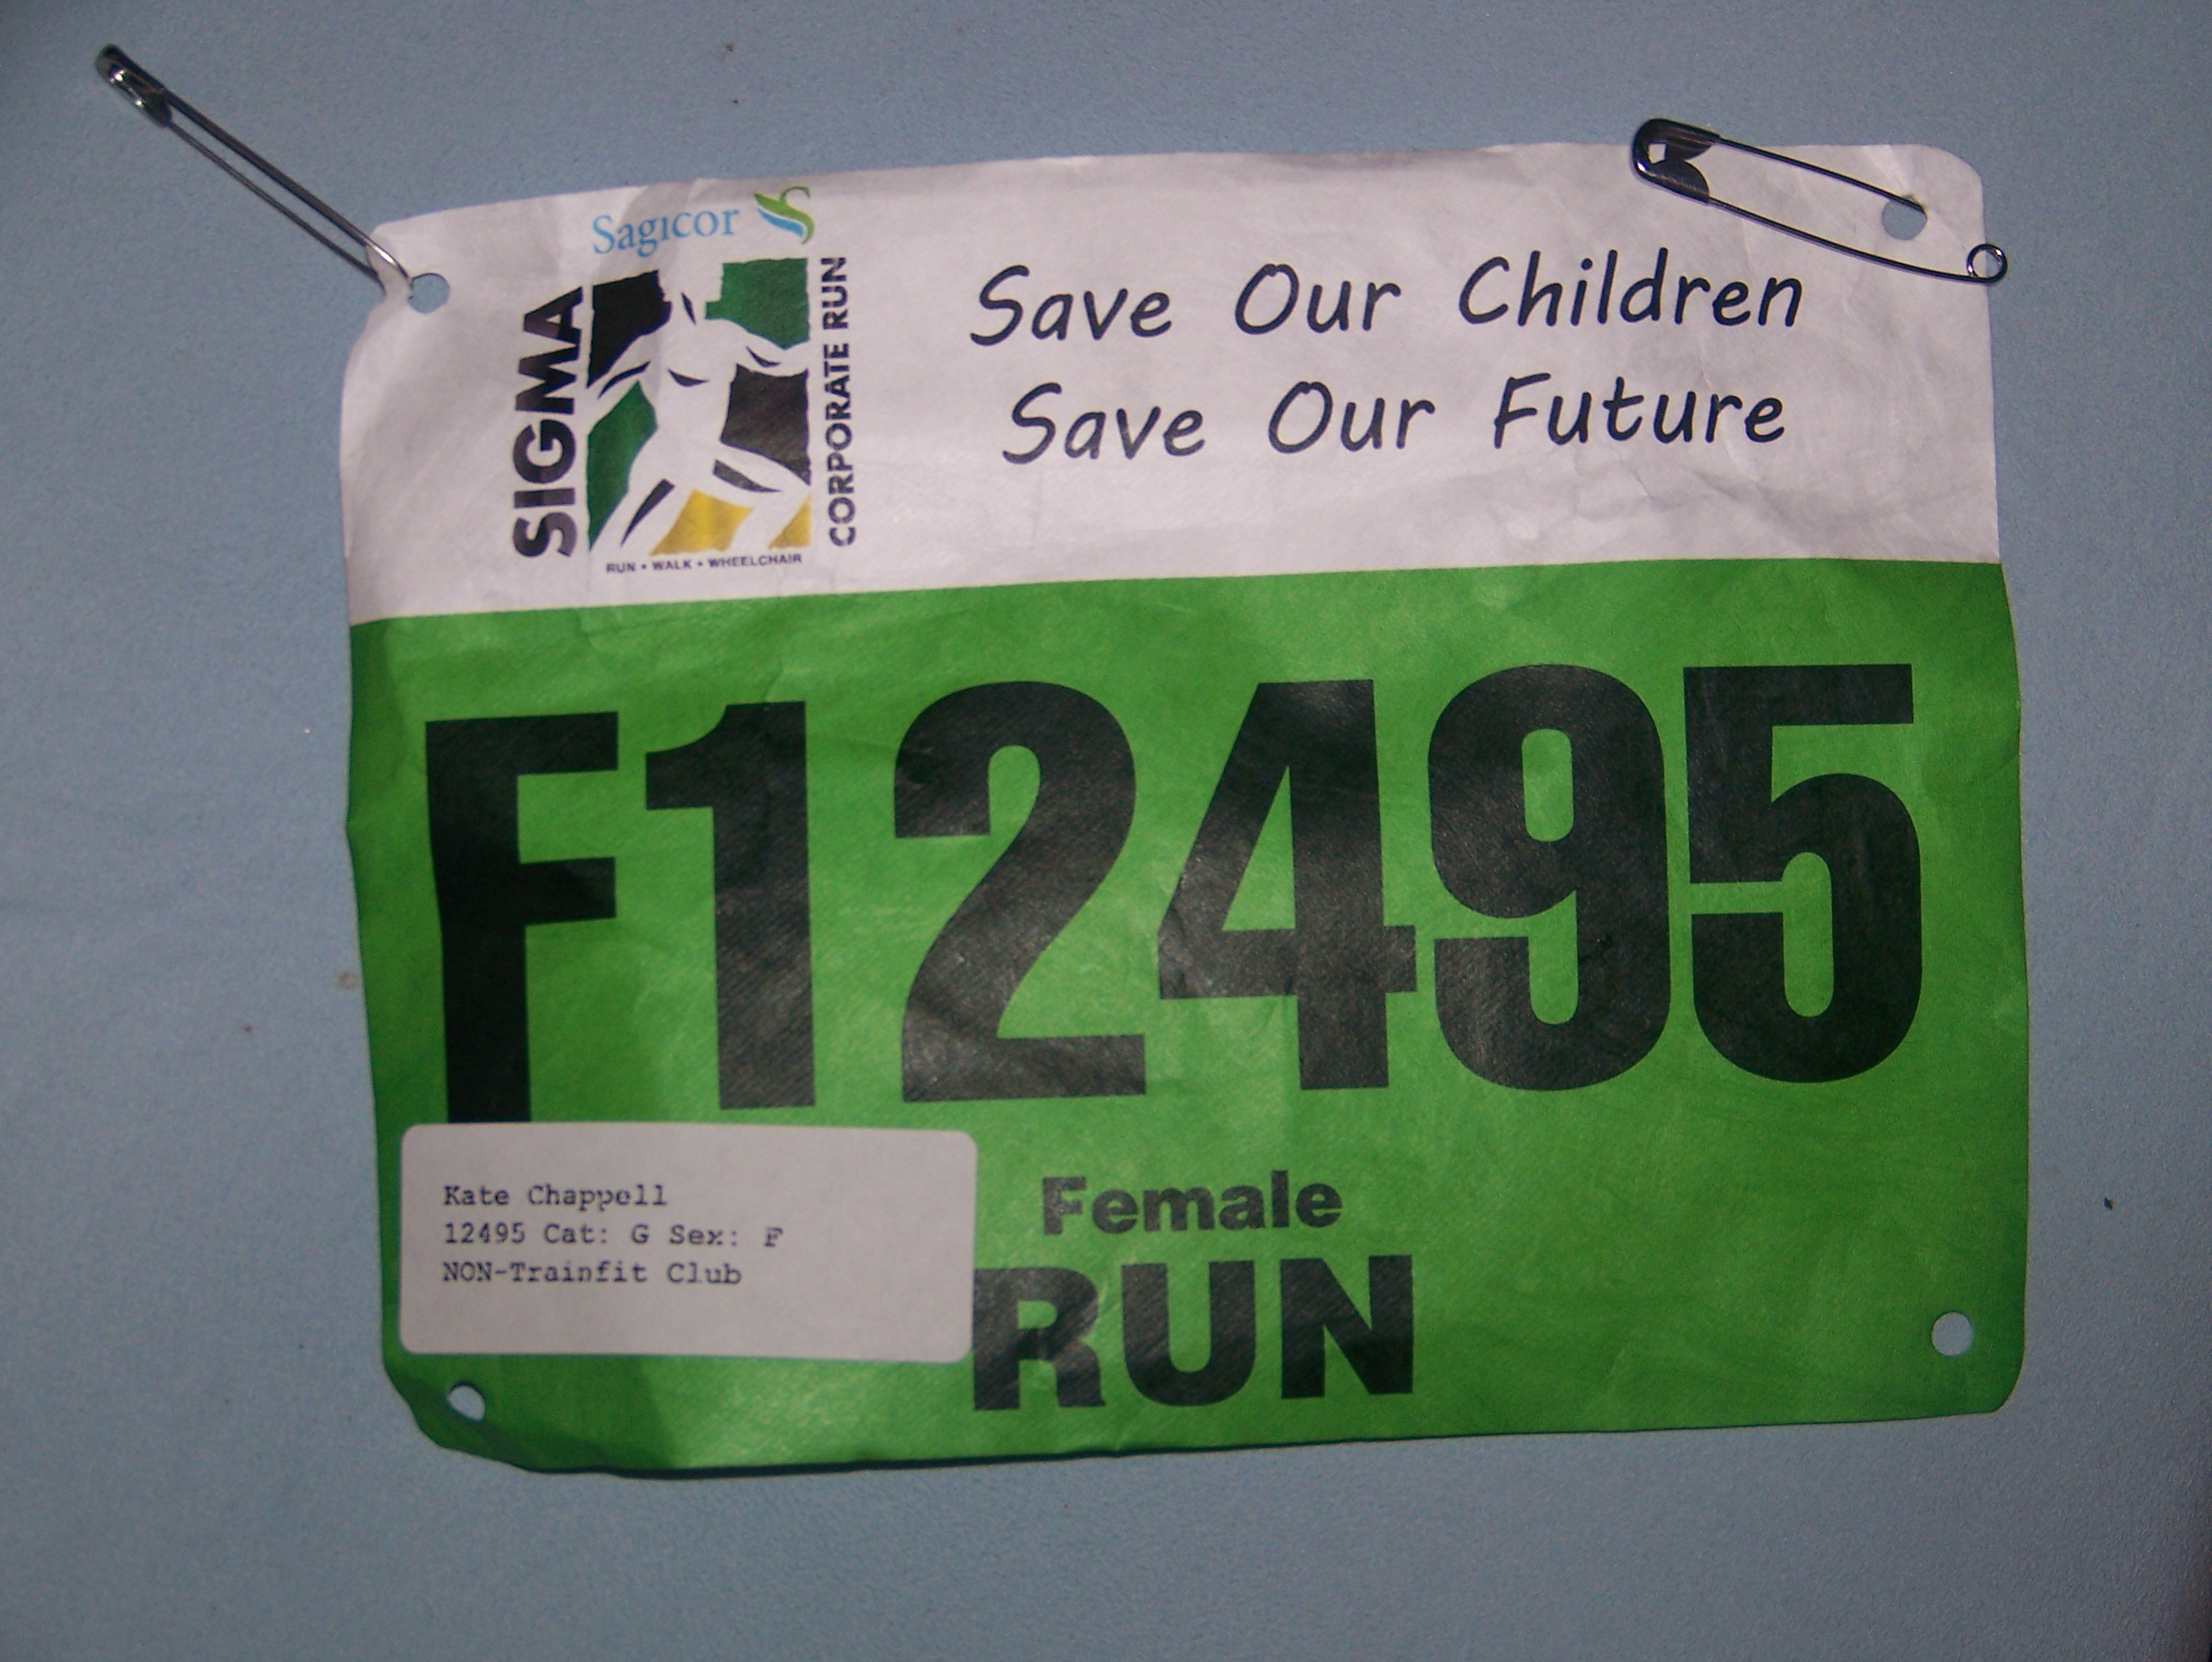 Sagicor
SIGMA
CORPORATE RUN
RUN • WALK • WHEELCHAIR
Save Our Children
Save Our Future
F12495
Kate Chappell
12495 Cat: G Sex: F
NON-Trainfit Club
Female
RUN